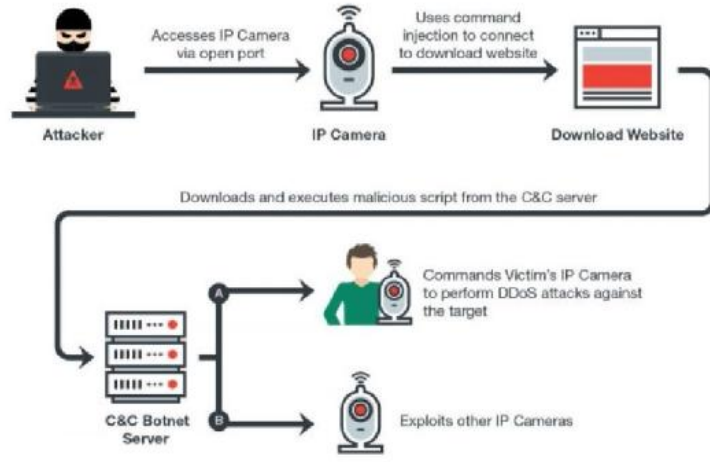 Accesses IP Camera
via open port
Uses command
injection to connect
to download website
Attacker
IP Camera
Download Website
Downloads and executes malicious script from the C&C server
A
Commands Victim's IP Camera
to perform DDoS attacks against
the target
B
Exploits other IP Cameras
C&C Botnet
Server